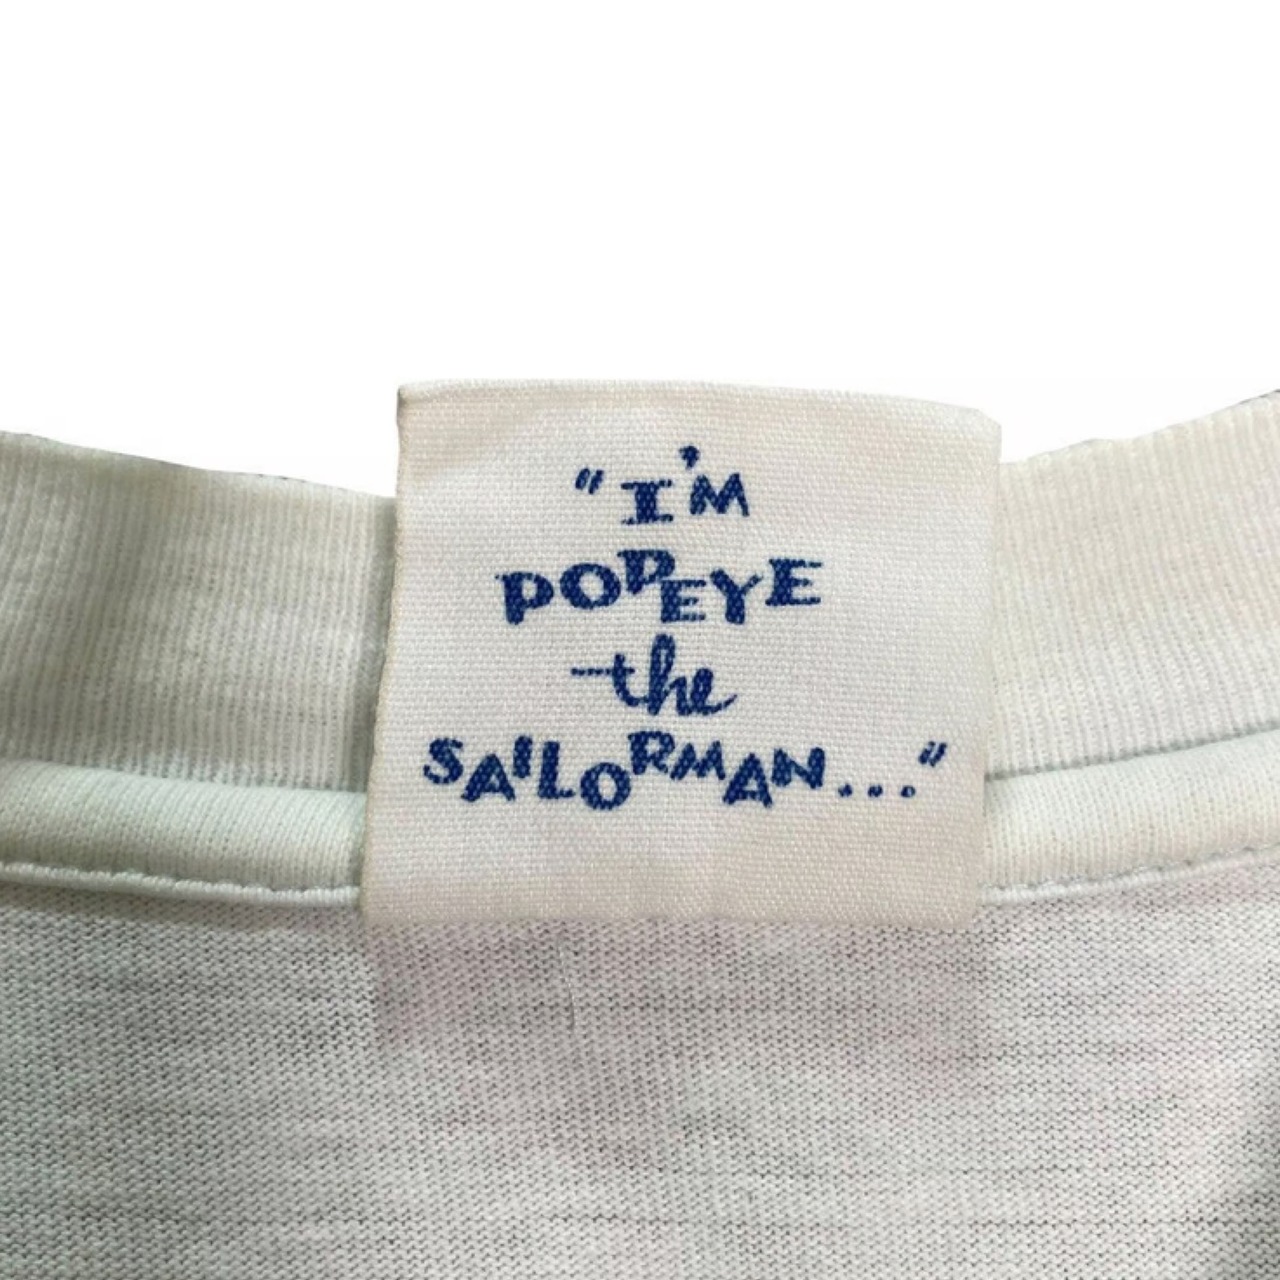 "I'M
POPEYE
the
SAILORMAN..."